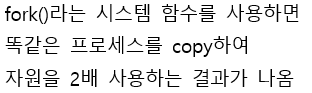 fork()라는 시스템 함수를 사용하면
똑같은 프로세스를 copy하여
자원을 2배 사용하는 결과가 나옴